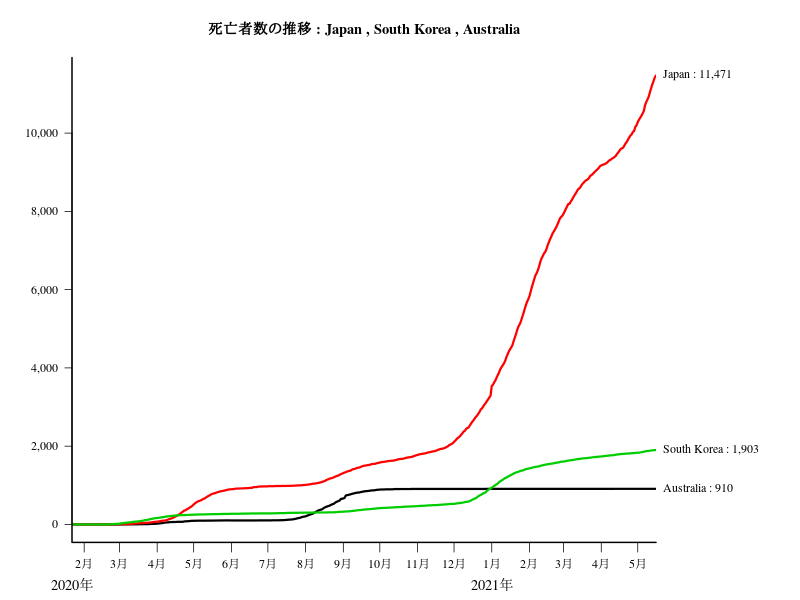 死亡者数の推移 : Japan , South Korea , Australia
Japan : 11,471
10,000
8,000
6,000
4,000
2,000
South Korea : 1,903
Australia : 910
0
2月 3月 4月 5月 6月 7月 8月 9月 10月 11月 12月 1月 2月 3月 4月 5月
2020年 2021年